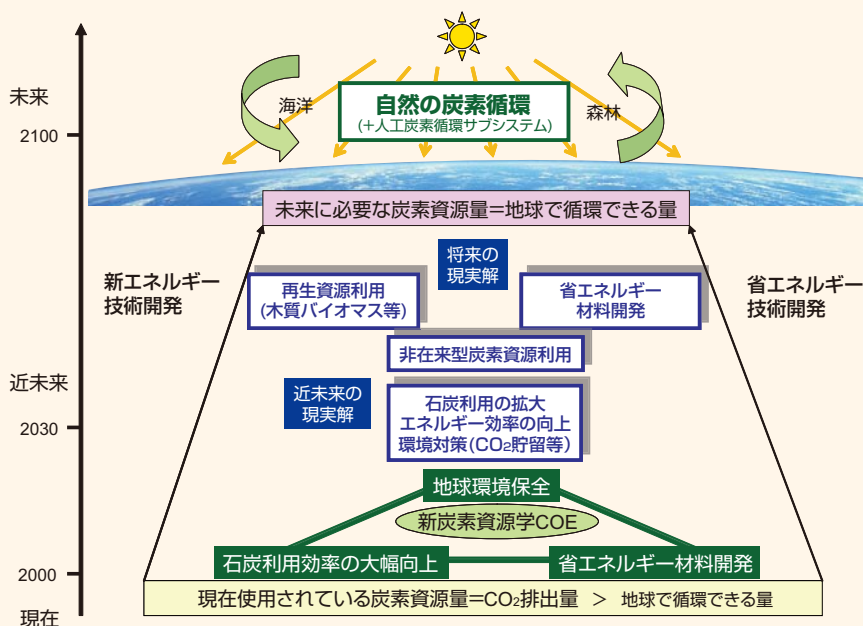 未来
2100
海洋
自然の炭素循環
(+人工炭素循環サブシステム)
森林
未来に必要な炭素資源量=地球で循環できる量
新エネルギー
技術開発
将来の
現実解
省エネルギー
技術開発
再生資源利用
(木質バイオマス等)
省エネルギー
材料開発
非在来型炭素資源利用
近未来
2030
近未来の
現実解
石炭利用の拡大
エネルギー効率の向上
環境対策(CO₂貯留等)
地球環境保全
新炭素資源学COE
石炭利用効率の大幅向上
省エネルギー材料開発
2000
現在
現在使用されている炭素資源量=CO₂排出量 > 地球で循環できる量